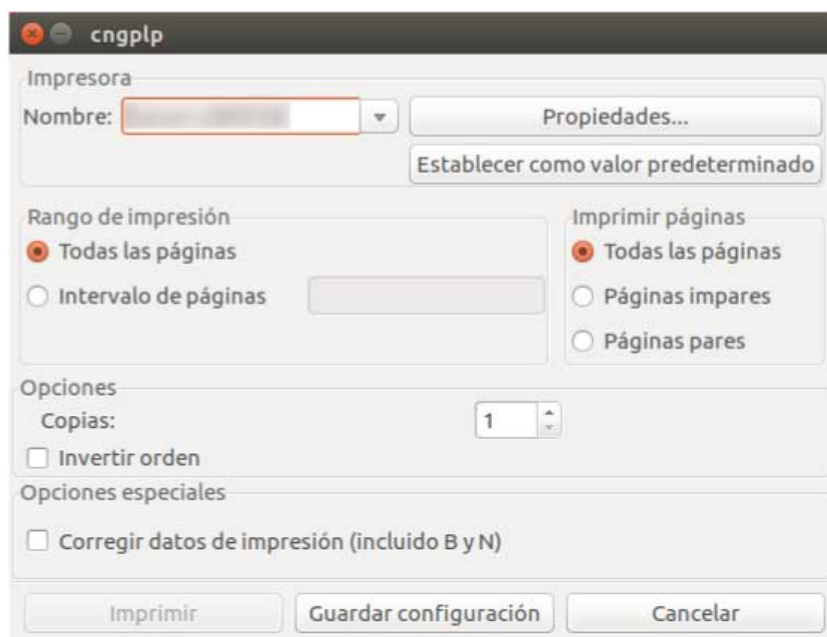 cngplp
Impresora
Nombre:
Propiedades...
Establecer como valor predeterminado
Rango de impresión
Todas las páginas
Intervalo de páginas
Imprimir páginas
Todas las páginas
Páginas impares
Páginas pares
Opciones
Copias:
1
Invertir orden
Opciones especiales
Corregir datos de impresión (incluido B y N)
Imprimir
Guardar configuración
Cancelar